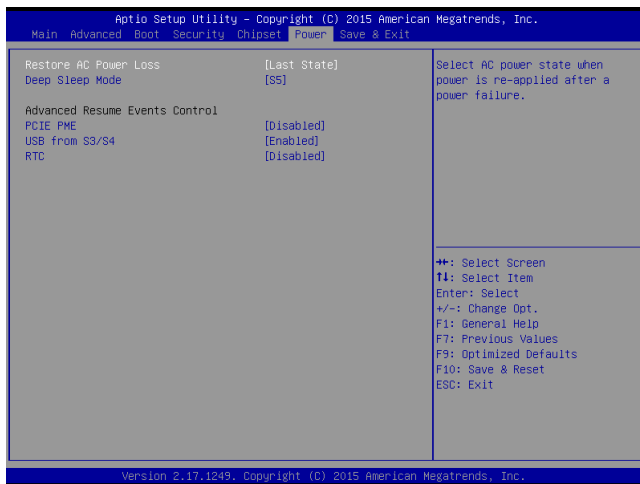 Aptio Setup Utility – Copyright (C) 2015 American Megatrends, Inc.
Main Advanced Boot Security Chipset Power Save & Exit
Restore AC Power Loss [Last State]
Deep Sleep Mode [S5]
Advanced Resume Events Control
PCIE PME [Disabled]
USB from S3/S4 [Enabled]
RTC [Disabled]
Select AC power state when
power is re-applied after a
power failure.
→←: Select Screen
↑↓: Select Item
Enter: Select
+/-: Change Opt.
F1: General Help
F7: Previous Values
F9: Optimized Defaults
F10: Save & Reset
ESC: Exit
Version 2.17.1249. Copyright (C) 2015 American Megatrends, Inc.